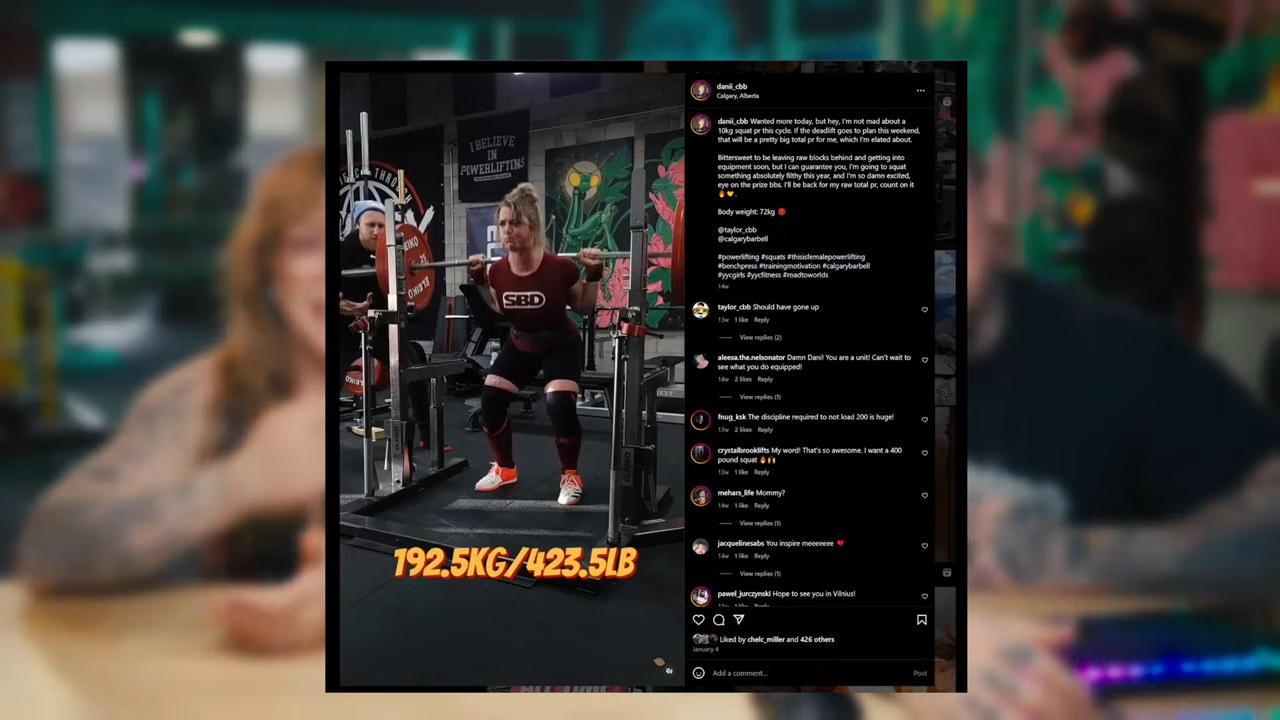 I BELIEVE
IN
POWERLIFTING
SBD
EIKO
25
ELEIKO
192.5KG/423.5LB
danii_cbb
Calgary, Alberta
danii_cbb Wanted more today, but hey, I'm not mad about a
10kg squat pr this cycle. If the deadlift goes to plan this weekend,
that will be a pretty big total pr for me, which I'm elated about.
Bittersweet to be leaving raw blocks behind and getting into
equipment soon, but I can guarantee you, I'm going to squat
something absolutely filthy this year, and I'm so damn excited,
eye on the prize bbs. I'll be back for my raw total pr, count on it
🔥💛.
Body weight: 72kg
@taylor_cbb
@calgarybarbell
#powerlifting #squats #thisisfemalepowerlifting
#benchpress #trainingmotivation #calgarybarbell
#yycgirls #yycfitness #roadtoworlds
14w
taylor_cbb Should have gone up
13w 1 like Reply
View replies (2)
aleesa.the.nelsonator Damn Dani! You are a unit! Can't wait to
see what you do equipped!
14w 2 likes Reply
View replies (1)
fnug_ksk The discipline required to not load 200 is huge!
13w 2 likes Reply
crystalbrooklifts My word! That's so awesome. I want a 400
pound squat 🔥🙌
13w 1 like Reply
mehars_life Mommy?
14w 1 like Reply
View replies (1)
jacquelinesabs You inspire meeeeeee ❤️
14w 1 like Reply
View replies (1)
pawel_jurczynski Hope to see you in Vilnius!
Liked by chelc_miller and 426 others
January 4
Add a comment...
Post